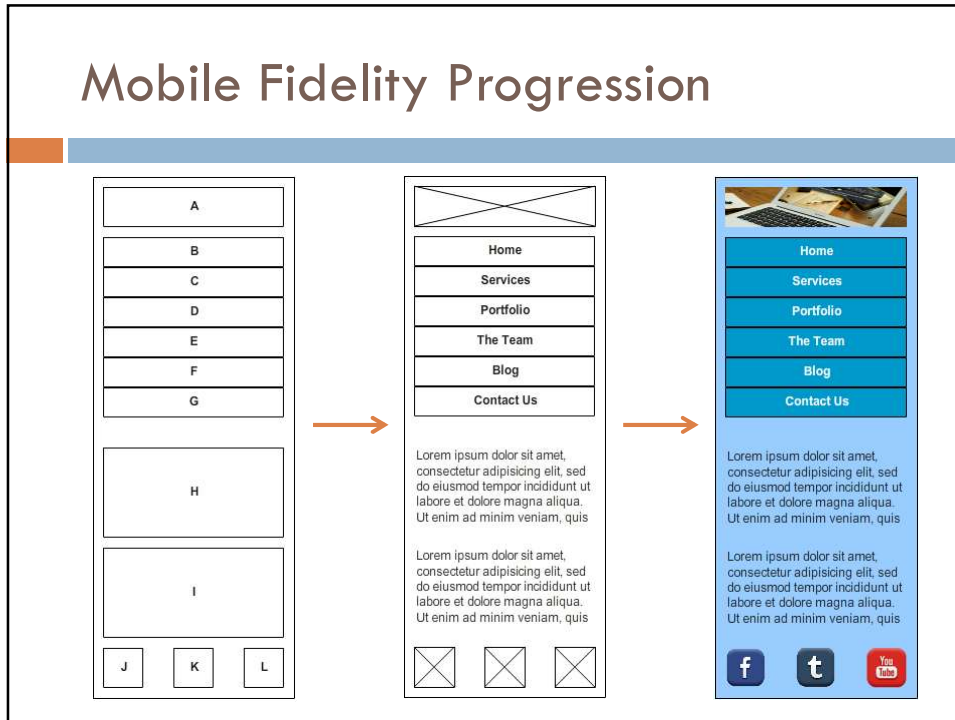 Mobile Fidelity Progression
A
B
C
D
E
F
G
H
I
J K L
Home
Services
Portfolio
The Team
Blog
Contact Us
Lorem ipsum dolor sit amet,
consectetur adipisicing elit, sed
do eiusmod tempor incididunt ut
labore et dolore magna aliqua.
Ut enim ad minim veniam, quis
Lorem ipsum dolor sit amet,
consectetur adipisicing elit, sed
do eiusmod tempor incididunt ut
labore et dolore magna aliqua.
Ut enim ad minim veniam, quis
Home
Services
Portfolio
The Team
Blog
Contact Us
Lorem ipsum dolor sit amet,
consectetur adipisicing elit, sed
do eiusmod tempor incididunt ut
labore et dolore magna aliqua.
Ut enim ad minim veniam, quis
Lorem ipsum dolor sit amet,
consectetur adipisicing elit, sed
do eiusmod tempor incididunt ut
labore et dolore magna aliqua.
Ut enim ad minim veniam, quis
f t You
Tube